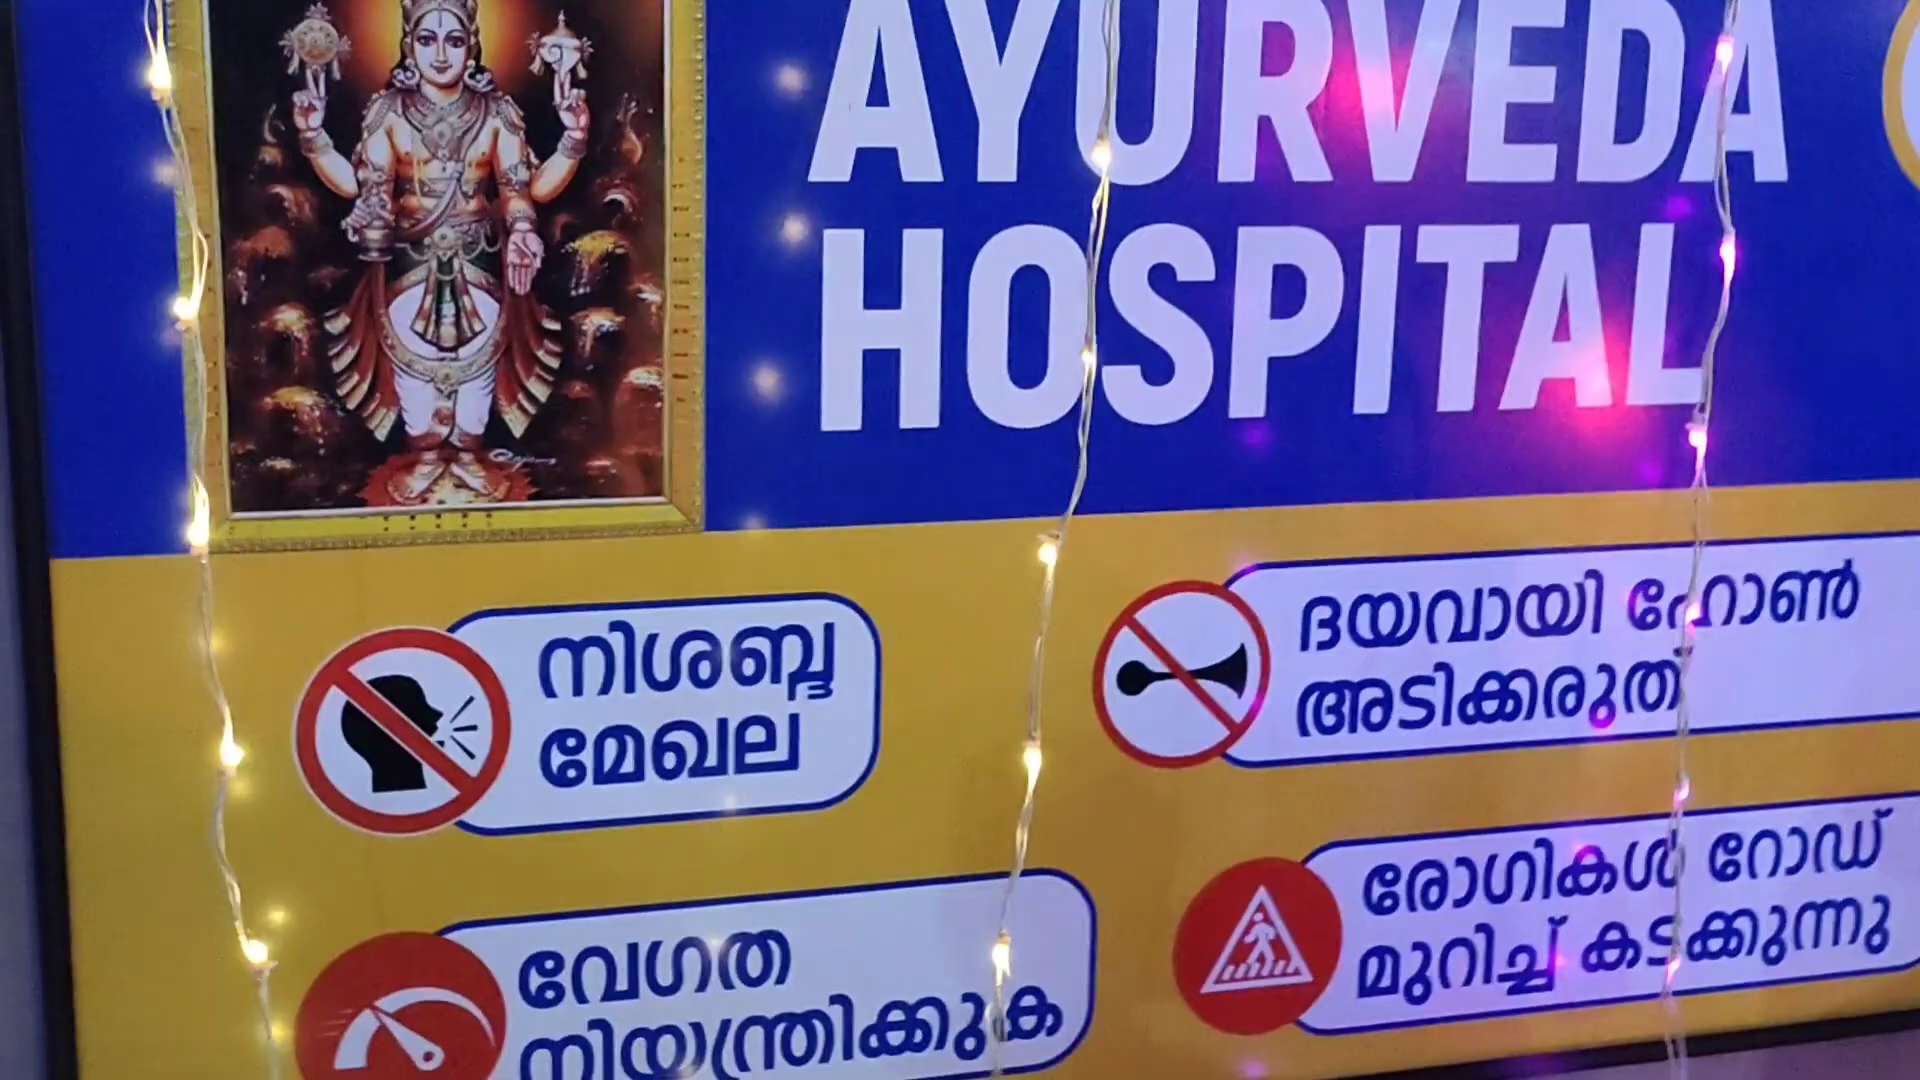 AYURVEDA
HOSPITAL
നിശബ്ദ
മേഖല
ദയവായി ഹോൺ
അടിക്കരുത്
വേഗത
നിയന്ത്രിക്കുക
രോഗികൾ റോഡ്
മുറിച്ച് കടക്കുന്നു